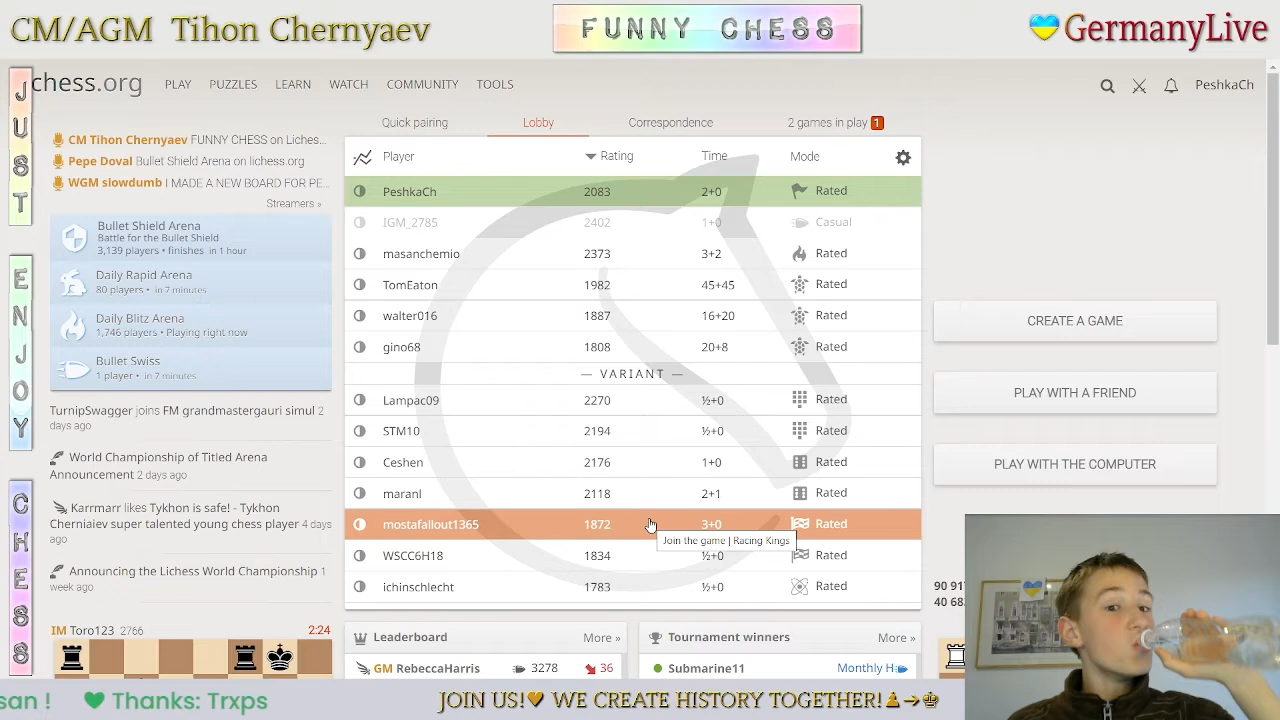 CM/AGM Tihon Chernyaev
FUNNY CHESS
GermanyLive
JUST
ENJOY
CHESS
chess.org
PLAY PUZZLES LEARN WATCH COMMUNITY TOOLS
PeshkaCh
CM Tihon Chernyaev FUNNY CHESS on Liches...
Pepe Doval Bullet Shield Arena on lichess.org
WGM slowdumb I MADE A NEW BOARD FOR PE...
Streamers »
Bullet Shield Arena
Battle for the Bullet Shield
3,139 players • finishes in 1 hour
Daily Rapid Arena
80 players • in 7 minutes
Daily Blitz Arena
1,746 players • Playing right now
Bullet Swiss
1 player • in 7 minutes
TurnipSwagger joins FM grandmastergauri simul 2
days ago
World Championship of Titled Arena
Announcement 2 days ago
Karrmarr likes Tykhon is safe! - Tykhon
Cherniaiev super talented young chess player 4 days
ago
Announcing the Lichess World Championship 1
week ago
IM Toro123 2766 2:24
Quick pairing Lobby Correspondence 2 games in play 1
Player Rating Time Mode
PeshkaCh 2083 2+0 Rated
IGM_2785 2402 1+0 Casual
masanchemio 2373 3+2 Rated
TomEaton 1982 45+45 Rated
walter016 1887 16+20 Rated
gino68 1808 20+8 Rated
— VARIANT —
Lampac09 2270 ½+0 Rated
STM10 2194 ½+0 Rated
Ceshen 2176 1+0 Rated
maranl 2118 2+1 Rated
mostafallout1365 1872 3+0 Rated
Join the game | Racing Kings
WSCC6H18 1834 ½+0 Rated
ichinschlecht 1783 ½+0 Rated
Leaderboard More »
GM RebeccaHarris 3278 36
Tournament winners More »
Submarine11 Monthly H
CREATE A GAME
PLAY WITH A FRIEND
PLAY WITH THE COMPUTER
san ! Thanks: Trxps
JOIN US! WE CREATE HISTORY TOGETHER!